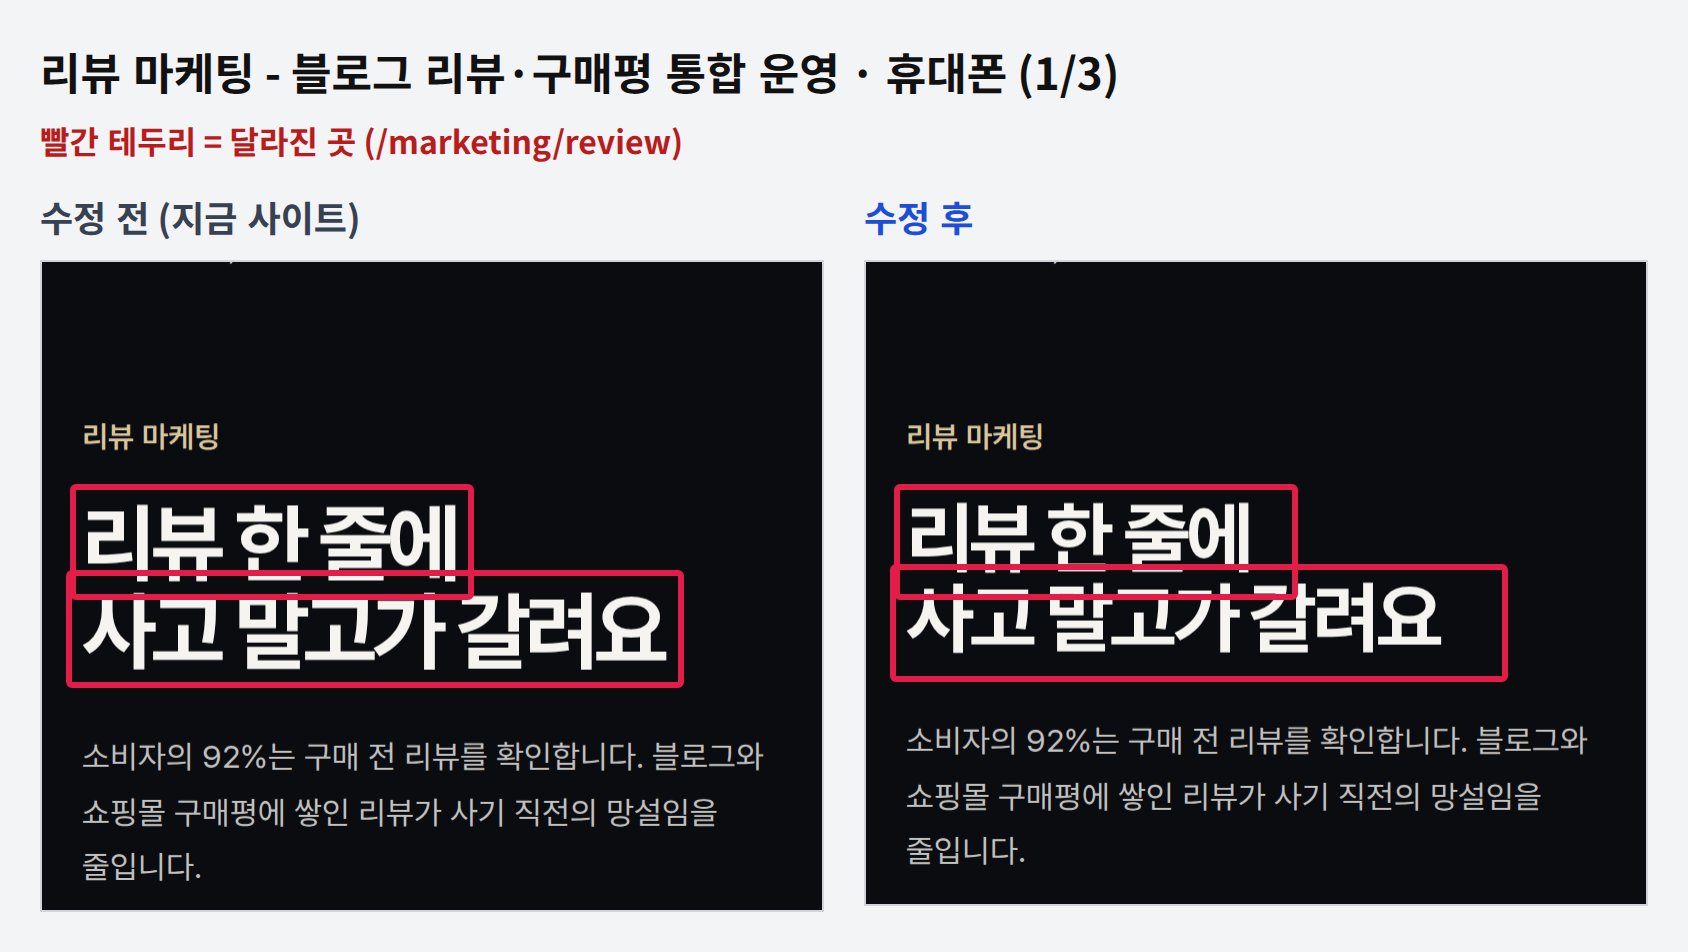 리뷰 마케팅 - 블로그 리뷰·구매평 통합 운영 · 휴대폰 (1/3)
빨간 테두리 = 달라진 곳 (/marketing/review)
수정 전 (지금 사이트)
리뷰 마케팅
리뷰 한 줄에
사고 말고가 갈려요
소비자의 92%는 구매 전 리뷰를 확인합니다. 블로그와
쇼핑몰 구매평에 쌓인 리뷰가 사기 직전의 망설임을
줄입니다.
수정 후
리뷰 마케팅
리뷰 한 줄에
사고 말고가 갈려요
소비자의 92%는 구매 전 리뷰를 확인합니다. 블로그와
쇼핑몰 구매평에 쌓인 리뷰가 사기 직전의 망설임을
줄입니다.